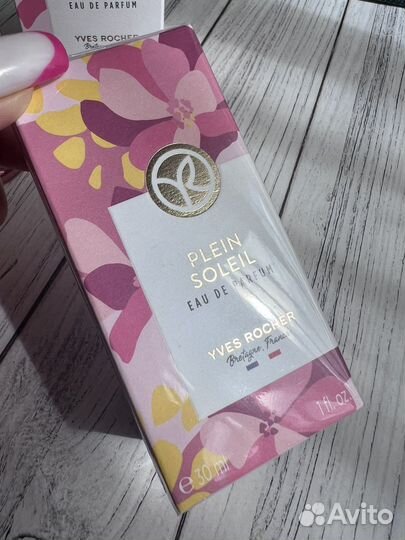 EAU DE PARFUM
YVES ROCHER
PLEIN
SOLEIL
EAU DE PARFUM
YVES ROCHER
Bretagne, France
e 30 ml
1 fl. oz.
Avito